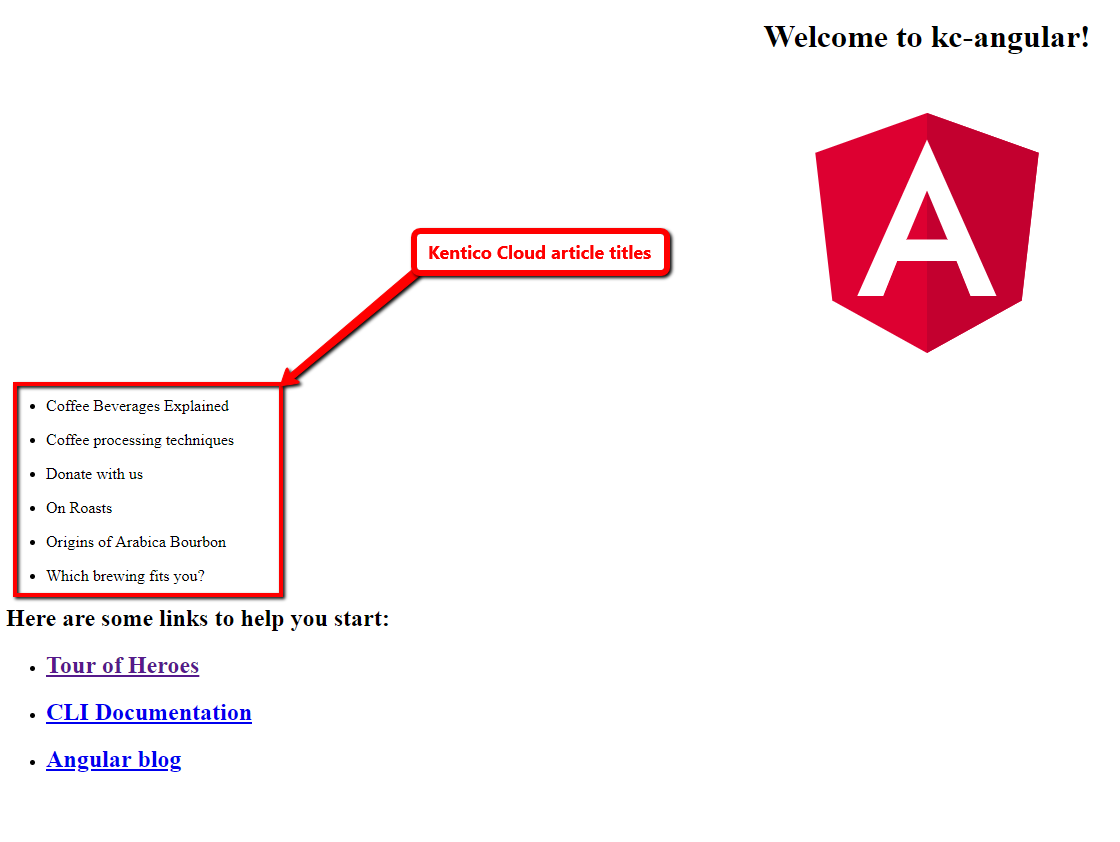 Welcome to kc-angular!
Kentico Cloud article titles
Coffee Beverages Explained
Coffee processing techniques
Donate with us
On Roasts
Origins of Arabica Bourbon
Which brewing fits you?
Here are some links to help you start:
Tour of Heroes
CLI Documentation
Angular blog